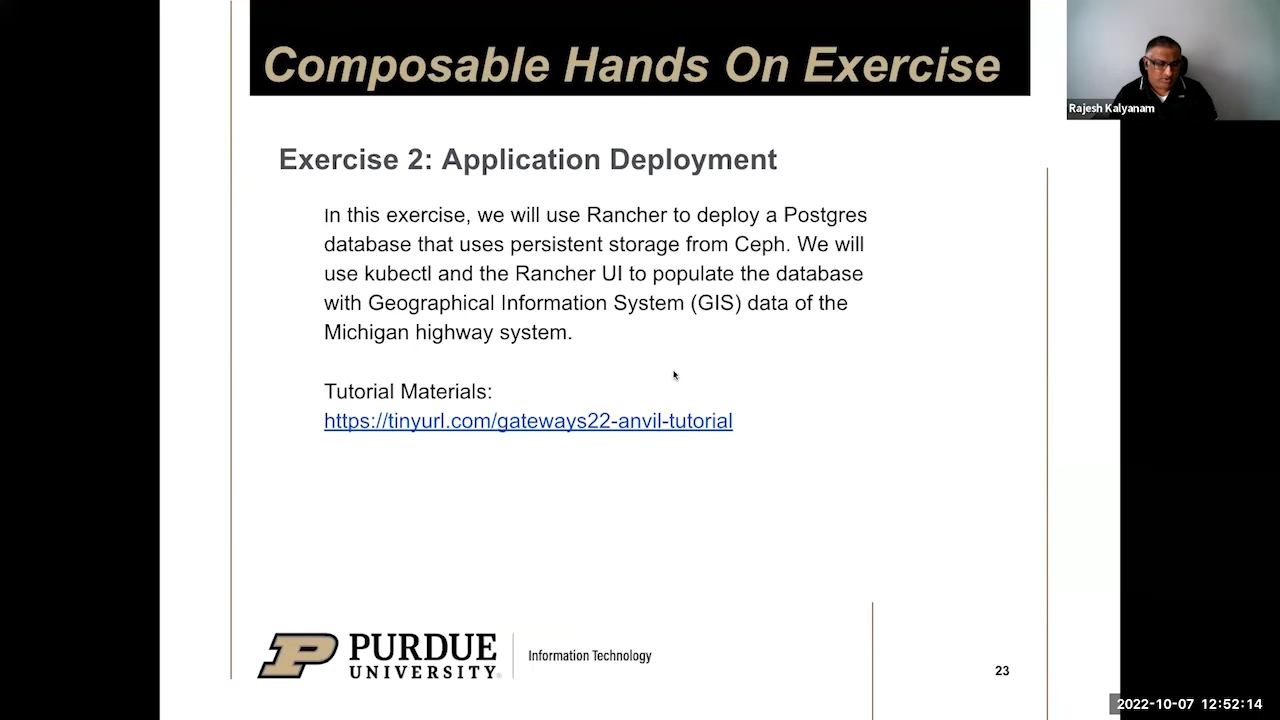 Composable Hands On Exercise
Rajesh Kalyanam
Exercise 2: Application Deployment
In this exercise, we will use Rancher to deploy a Postgres
database that uses persistent storage from Ceph. We will
use kubectl and the Rancher UI to populate the database
with Geographical Information System (GIS) data of the
Michigan highway system.
Tutorial Materials:
https://tinyurl.com/gateways22-anvil-tutorial
P
PURDUE
UNIVERSITY®
Information Technology
23
2022-10-07 12:52:14